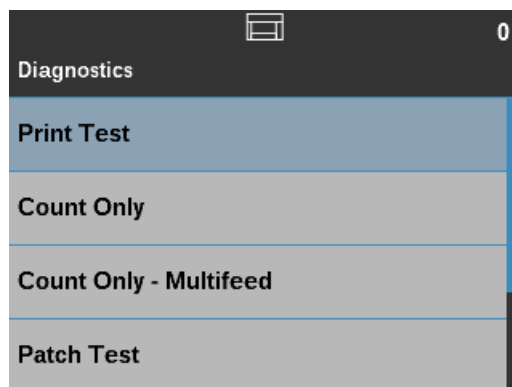 0
Diagnostics
Print Test
Count Only
Count Only - Multifeed
Patch Test